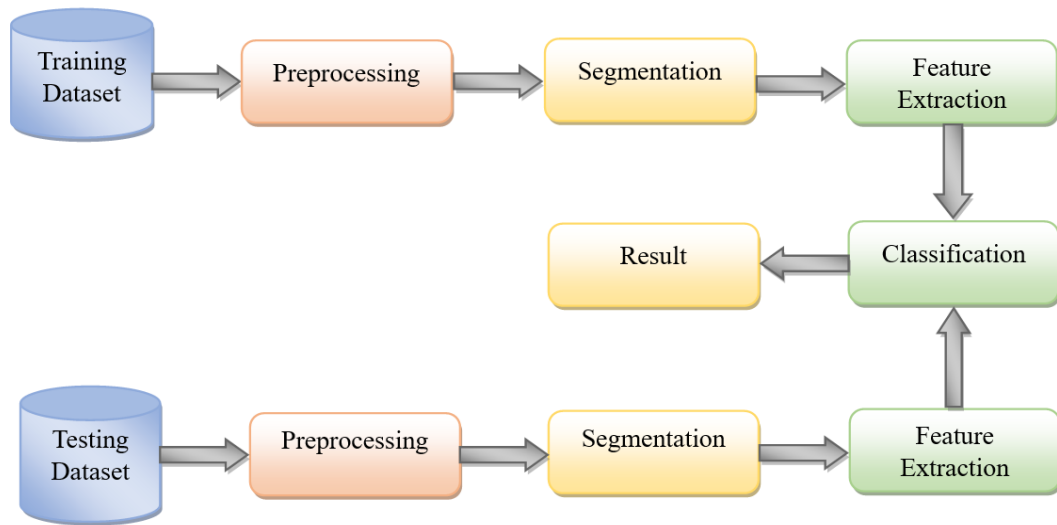 Training
Dataset
Preprocessing
Segmentation
Feature
Extraction
Result
Classification
Testing
Dataset
Preprocessing
Segmentation
Feature
Extraction